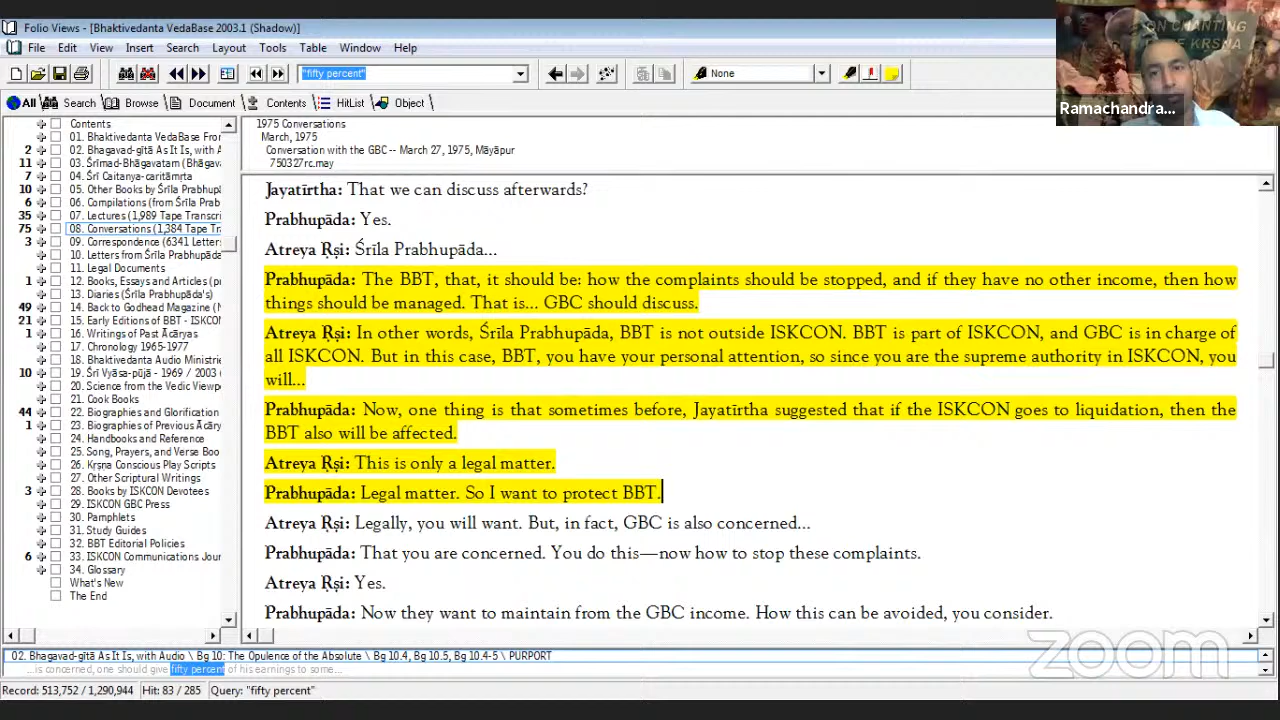 Folio Views - [Bhaktivedanta VedaBase 2003.1 (Shadow)]
File Edit View Insert Search Layout Tools Table Window Help
"fifty percent"
None
All Search Browse Document Contents HitList Object
ON CHANTING
KRSNA
Ramachandra...
Contents
01. Bhaktivedanta VedaBase Fro
2 02. Bhagavad-gītā As It Is, with A
11 03. Śrīmad-Bhāgavatam (Bhāgav
7 04. Śrī Caitanya-caritāmṛta
10 05. Other Books by Śrīla Prabhup
6 06. Compilations (from Śrīla Prab
35 07. Lectures (1,989 Tape Transcri
75 08. Conversations (1,384 Tape Tr
3 09. Correspondence (6341 Letters
10. Letters from Śrīla Prabhupāda
11. Legal Documents
1 12. Books, Essays and Articles (p
13. Diaries (Śrīla Prabhupāda's)
49 14. Back to Godhead Magazine (
21 15. Early Editions of BBT - ISKCON
1 16. Writings of Past Ācāryas
17. Chronology 1965-1977
18. Bhaktivedanta Audio Ministrie
10 19. Śrī Vyāsa-pūjā - 1969 / 2003 (
20. Science from the Vedic Viewp
21. Cook Books
44 22. Biographies and Glorification
1 23. Biographies of Previous Ācāry
24. Handbooks and Reference
25. Song, Prayers, and Verse Boo
26. Kṛṣṇa Conscious Play Scripts
27. Other Scriptural Writings
3 28. Books by ISKCON Devotees
29. ISKCON GBC Press
30. Pamphlets
31. Study Guides
32. BBT Editorial Policies
6 33. ISKCON Communications Jour
34. Glossary
What's New
The End
1975 Conversations
March, 1975
Conversation with the GBC -- March 27, 1975, Māyāpur
750327rc.may
Jayatīrtha: That we can discuss afterwards?
Prabhupāda: Yes.
Atreya Ṛṣi: Śrīla Prabhupāda...
Prabhupāda: The BBT, that, it should be: how the complaints should be stopped, and if they have no other income, then how
things should be managed. That is... GBC should discuss.
Atreya Ṛṣi: In other words, Śrīla Prabhupāda, BBT is not outside ISKCON. BBT is part of ISKCON, and GBC is in charge of
all ISKCON. But in this case, BBT, you have your personal attention, so since you are the supreme authority in ISKCON, you
will...
Prabhupāda: Now, one thing is that sometimes before, Jayatīrtha suggested that if the ISKCON goes to liquidation, then the
BBT also will be affected.
Atreya Ṛṣi: This is only a legal matter.
Prabhupāda: Legal matter. So I want to protect BBT.
Atreya Ṛṣi: Legally, you will want. But, in fact, GBC is also concerned...
Prabhupāda: That you are concerned. You do this—now how to stop these complaints.
Atreya Ṛṣi: Yes.
Prabhupāda: Now they want to maintain from the GBC income. How this can be avoided, you consider.
zoom
02. Bhagavad-gītā As It Is, with Audio \ Bg 10: The Opulence of the Absolute \ Bg 10.4, Bg 10.5, Bg 10.4-5 \ PURPORT
...is concerned, one should give fifty percent of his earnings to some...
Record: 513,752 / 1,290,944 Hit: 83 / 285 Query: "fifty percent"